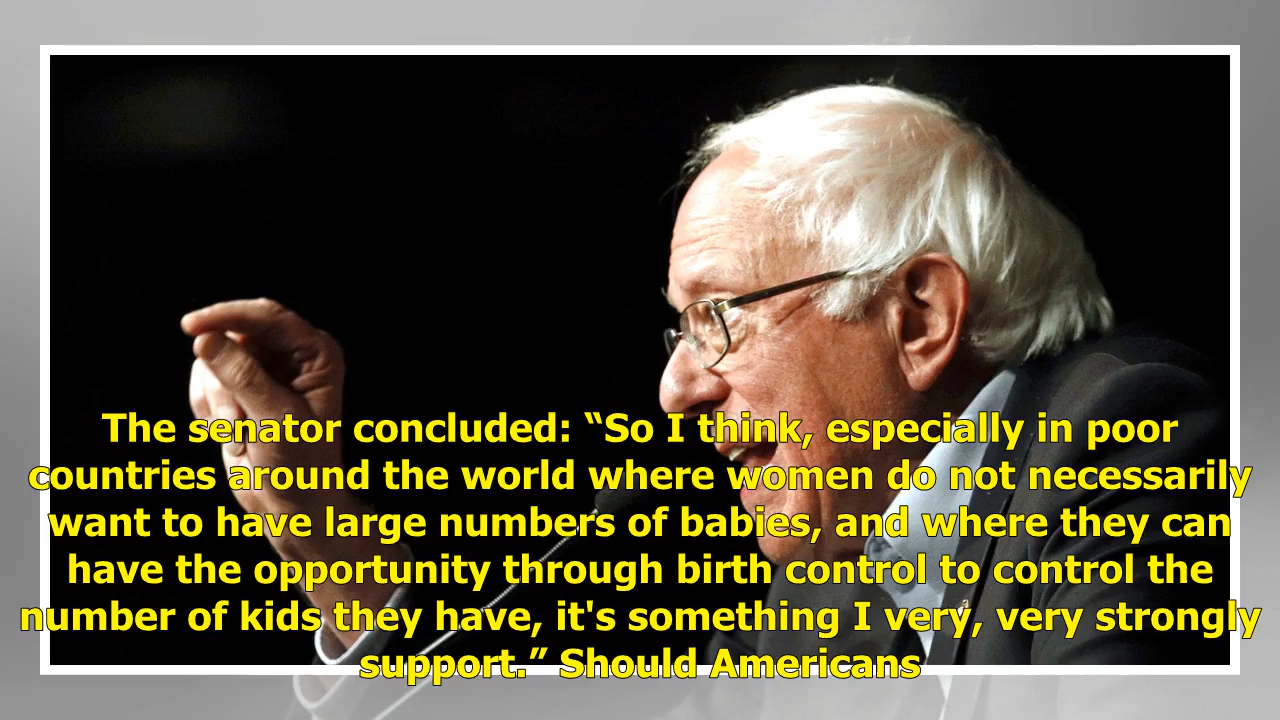 The senator concluded: “So I think, especially in poor
countries around the world where women do not necessarily
want to have large numbers of babies, and where they can
have the opportunity through birth control to control the
number of kids they have, it's something I very, very strongly
support.” Should Americans